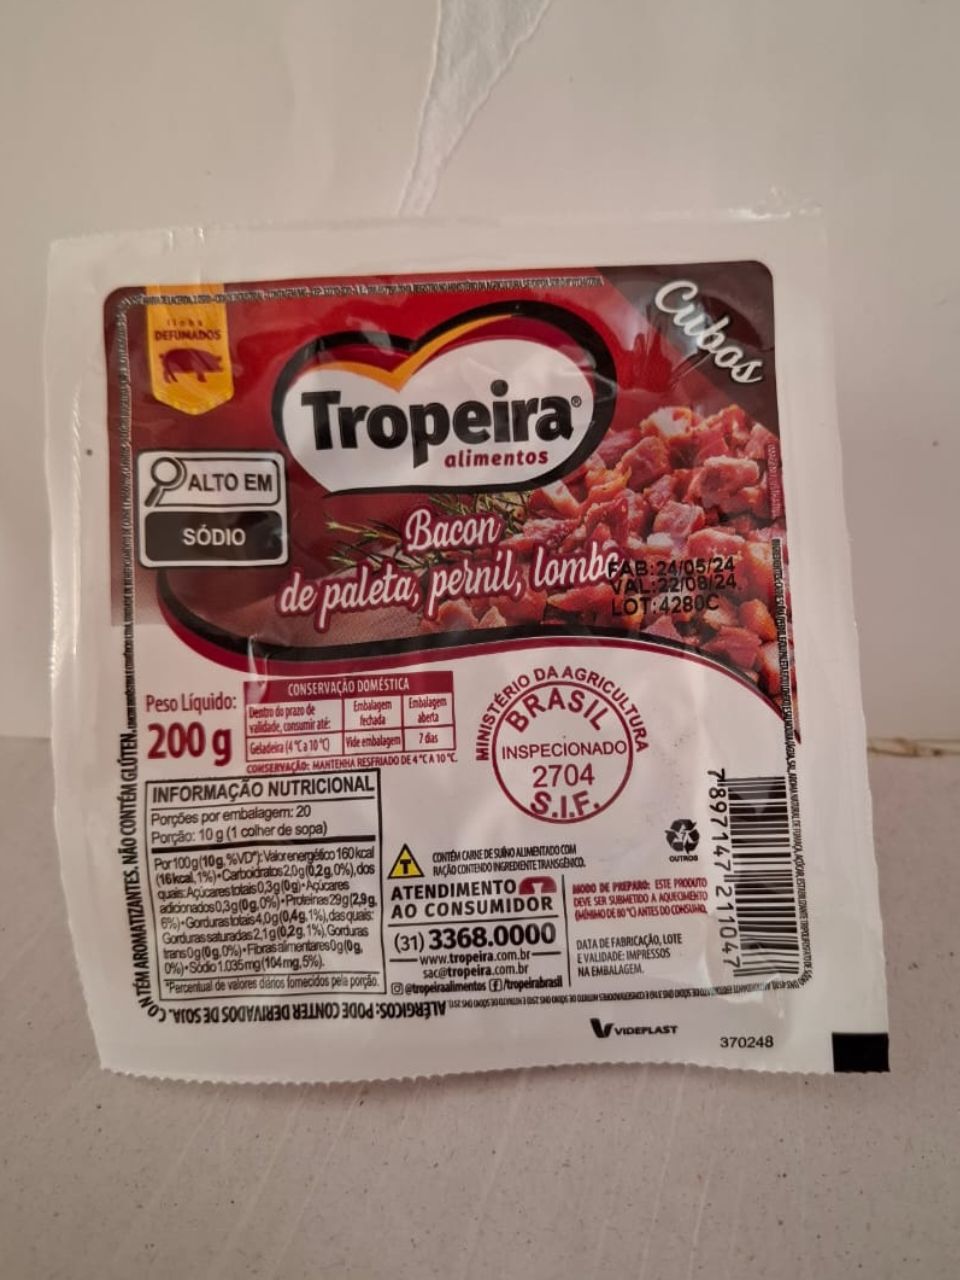 linha
DEFUMADOS
Cubos
Tropeira®
alimentos
ALTO EM
SÓDIO
Bacon
de paleta, pernil, lombo
FAB:24/05/24
VAL:22/08/24
LOT:4280C
Peso Líquido:
200 g
CONSERVAÇÃO DOMÉSTICA
Dentro do prazo de
validade, consumir até:
Embalagem
fechada
Embalagem
aberta
Geladeira (4 °C a 10 °C)
Vide embalagem
7 dias
CONSERVAÇÃO: MANTENHA RESFRIADO DE 4 °C A 10 °C.
MINISTÉRIO DA AGRICULTURA
BRASIL
INSPECIONADO
2704
S.I.F.
INFORMAÇÃO NUTRICIONAL
Porções por embalagem: 20
Porção: 10 g (1 colher de sopa)
Por 100 g (10 g, %VD*): Valor energético 160 kcal
(16 kcal, 1%) • Carboidratos 2,0 g (0,2 g, 0%), dos
quais: Açúcares totais 0,3 g (0 g) • Açúcares
adicionados 0,3 g (0 g, 0%) • Proteínas 29 g (2,9 g,
6%) • Gorduras totais 4,0 g (0,4 g, 1%), das quais:
Gorduras saturadas 2,1 g (0,2 g, 1%), Gorduras
trans 0 g (0 g, 0%) • Fibras alimentares 0 g (0 g,
0%) • Sódio 1.035 mg (104 mg, 5%).
*Percentual de valores diários fornecidos pela porção.
T
CONTÉM CARNE DE SUÍNO ALIMENTADO COM
RAÇÃO CONTENDO INGREDIENTE TRANSGÊNICO.
ATENDIMENTO
AO CONSUMIDOR
(31) 3368.0000
www.tropeira.com.br
sac@tropeira.com.br
@tropeiraalimentos /tropeirabrasil
OUTROS
MODO DE PREPARO: ESTE PRODUTO
DEVE SER SUBMETIDO A AQUECIMENTO
(MÍNIMO DE 80 °C) ANTES DO CONSUMO.
DATA DE FABRICAÇÃO, LOTE
E VALIDADE: IMPRESSOS
NA EMBALAGEM.
7 897147 211047
CONTÉM AROMATIZANTES. NÃO CONTÉM GLÚTEN.
ALÉRGICOS: PODE CONTER DERIVADOS DE SOJA.
VIDEPLAST
370248